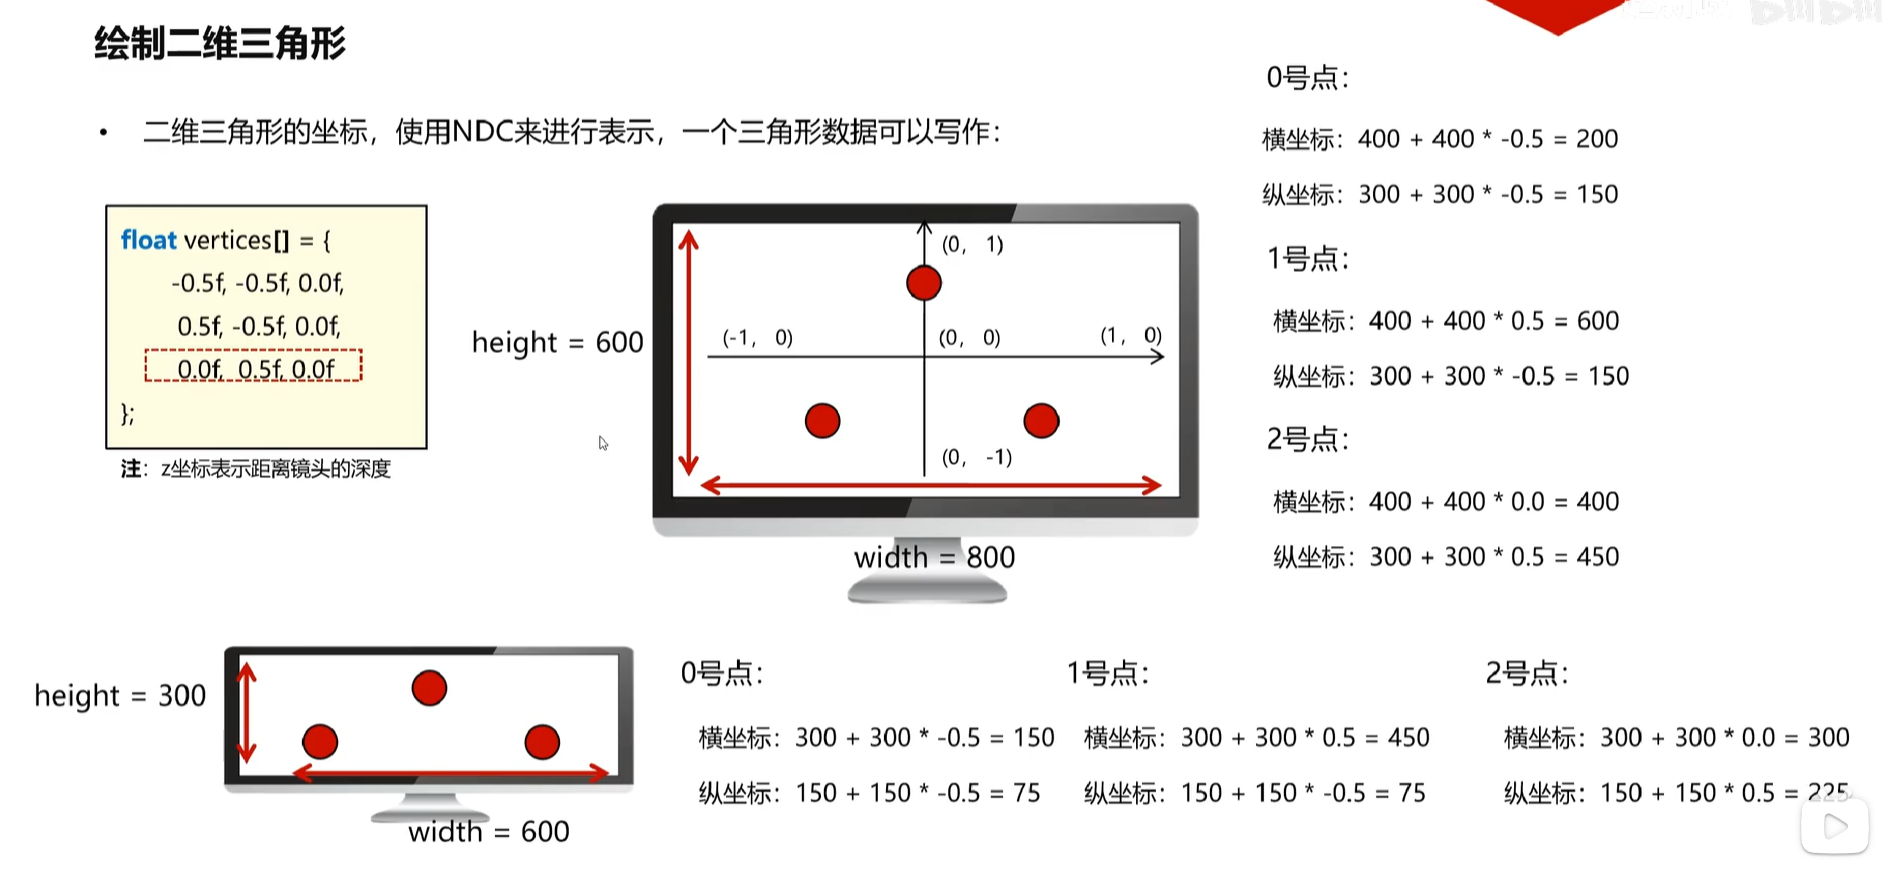 绘制二维三角形
• 二维三角形的坐标，使用NDC来进行表示，一个三角形数据可以写作：
float vertices[] = {
-0.5f, -0.5f, 0.0f,
0.5f, -0.5f, 0.0f,
0.0f, 0.5f, 0.0f
};
注：z坐标表示距离镜头的深度
height = 600
(0, 1)
(-1, 0)
(0, 0)
(1, 0)
(0, -1)
width = 800
0号点：
横坐标：400 + 400 * -0.5 = 200
纵坐标：300 + 300 * -0.5 = 150
1号点：
横坐标：400 + 400 * 0.5 = 600
纵坐标：300 + 300 * -0.5 = 150
2号点：
横坐标：400 + 400 * 0.0 = 400
纵坐标：300 + 300 * 0.5 = 450
height = 300
width = 600
0号点：
横坐标：300 + 300 * -0.5 = 150
纵坐标：150 + 150 * -0.5 = 75
1号点：
横坐标：300 + 300 * 0.5 = 450
纵坐标：150 + 150 * -0.5 = 75
2号点：
横坐标：300 + 300 * 0.0 = 300
纵坐标：150 + 150 * 0.5 = 225